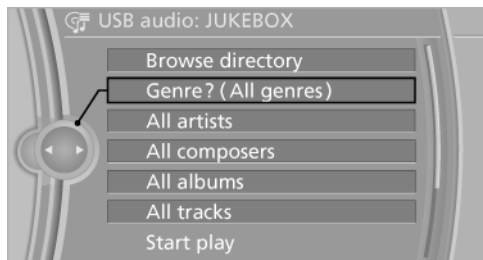 USB audio: JUKEBOX
Browse directory
Genre? (All genres)
All artists
All composers
All albums
All tracks
Start play